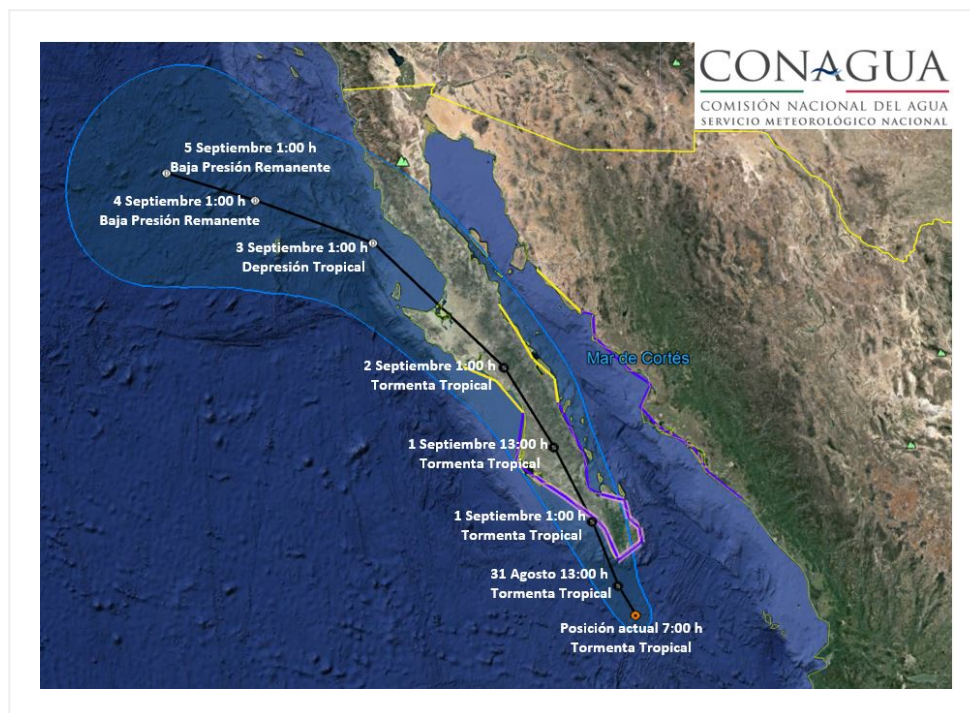 CONAGUA
COMISIÓN NACIONAL DEL AGUA
SERVICIO METEOROLÓGICO NACIONAL
5 Septiembre 1:00 h
Baja Presión Remanente
4 Septiembre 1:00 h
Baja Presión Remanente
3 Septiembre 1:00 h
Depresión Tropical
Mar de Cortés
2 Septiembre 1:00 h
Tormenta Tropical
1 Septiembre 13:00 h
Tormenta Tropical
1 Septiembre 1:00 h
Tormenta Tropical
31 Agosto 13:00 h
Tormenta Tropical
Posición actual 7:00 h
Tormenta Tropical